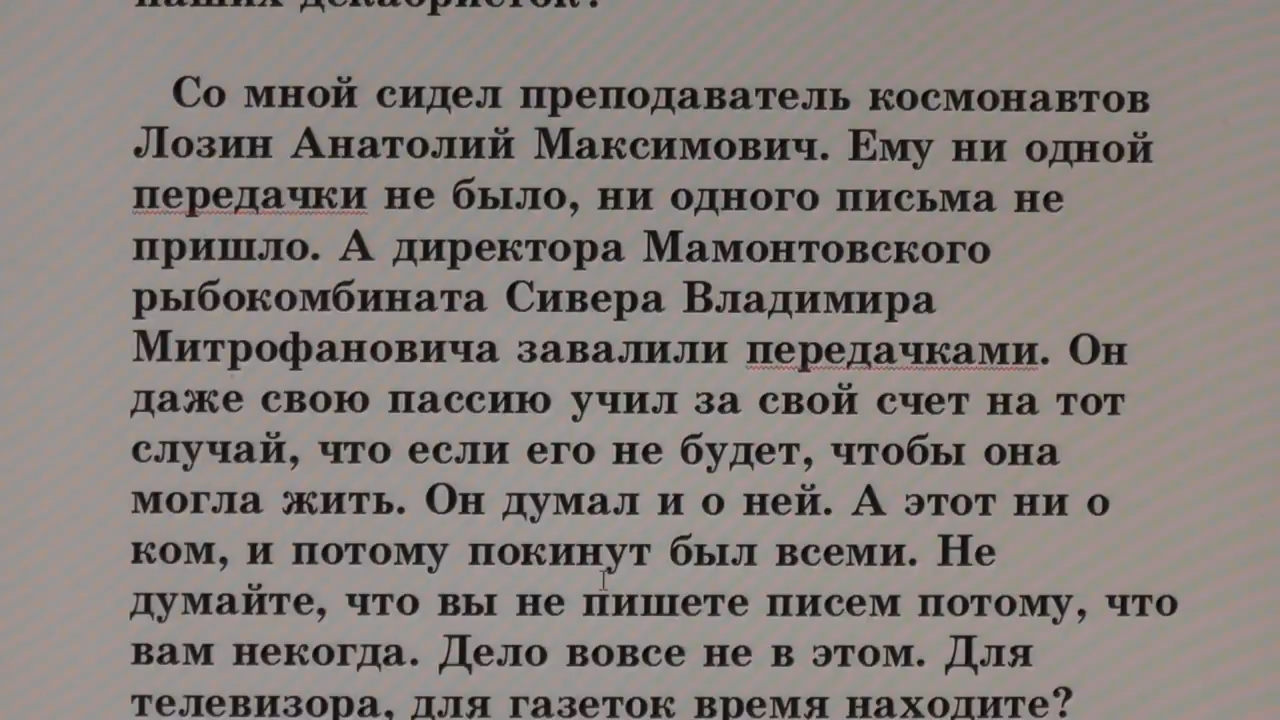 наших декабристок?
Со мной сидел преподаватель космонавтов
Лозин Анатолий Максимович. Ему ни одной
передачки не было, ни одного письма не
пришло. А директора Мамонтовского
рыбокомбината Сивера Владимира
Митрофановича завалили передачками. Он
даже свою пассию учил за свой счет на тот
случай, что если его не будет, чтобы она
могла жить. Он думал и о ней. А этот ни о
ком, и потому покинут был всеми. Не
думайте, что вы не пишете писем потому, что
вам некогда. Дело вовсе не в этом. Для
телевизора, для газеток время находите?